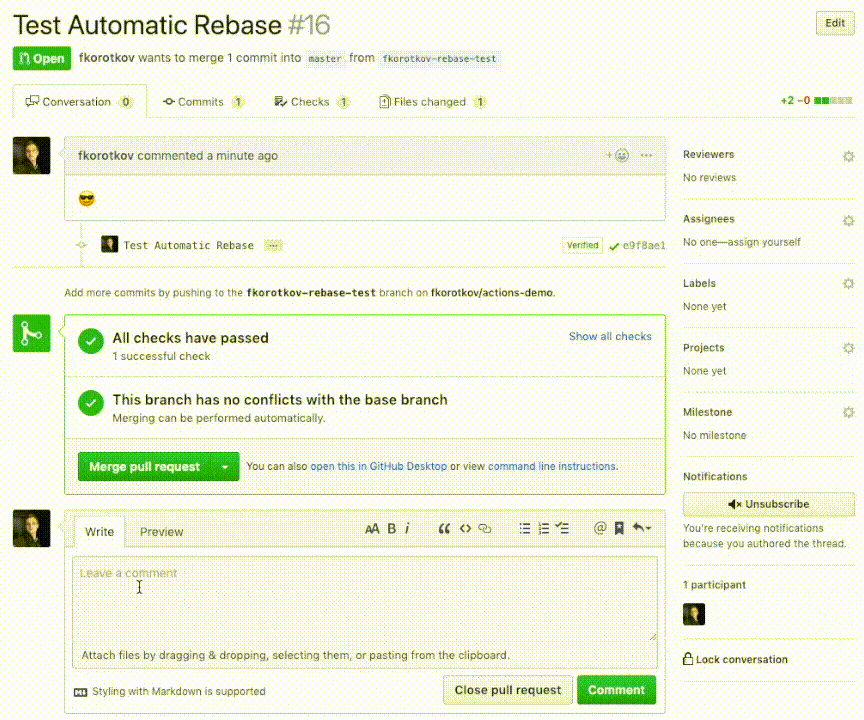 Test Automatic Rebase #16
Edit
Open
fkorotkov wants to merge 1 commit into master from fkorotkov-rebase-test
Conversation 0
Commits 1
Checks 1
Files changed 1
+2 −0
fkorotkov commented a minute ago
Test Automatic Rebase
Verified
e9f8ae1
Add more commits by pushing to the fkorotkov-rebase-test branch on fkorotkov/actions-demo.
All checks have passed
Show all checks
1 successful check
This branch has no conflicts with the base branch
Merging can be performed automatically.
Merge pull request
You can also open this in GitHub Desktop or view command line instructions.
Write
Preview
AA B i
Leave a comment
Attach files by dragging & dropping, selecting them, or pasting from the clipboard.
Styling with Markdown is supported
Close pull request
Comment
Reviewers
No reviews
Assignees
No one—assign yourself
Labels
None yet
Projects
None yet
Milestone
No milestone
Notifications
Unsubscribe
You're receiving notifications
because you authored the thread.
1 participant
Lock conversation